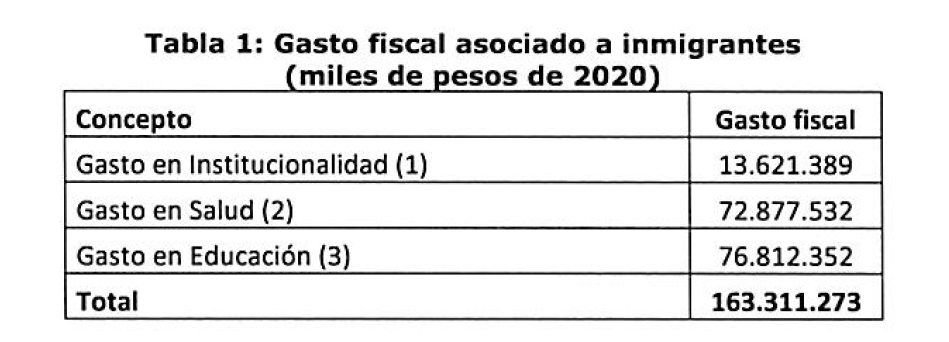 Tabla 1: Gasto fiscal asociado a inmigrantes
(miles de pesos de 2020)
Concepto Gasto fiscal
Gasto en Institucionalidad (1) 13.621.389
Gasto en Salud (2) 72.877.532
Gasto en Educación (3) 76.812.352
Total 163.311.273